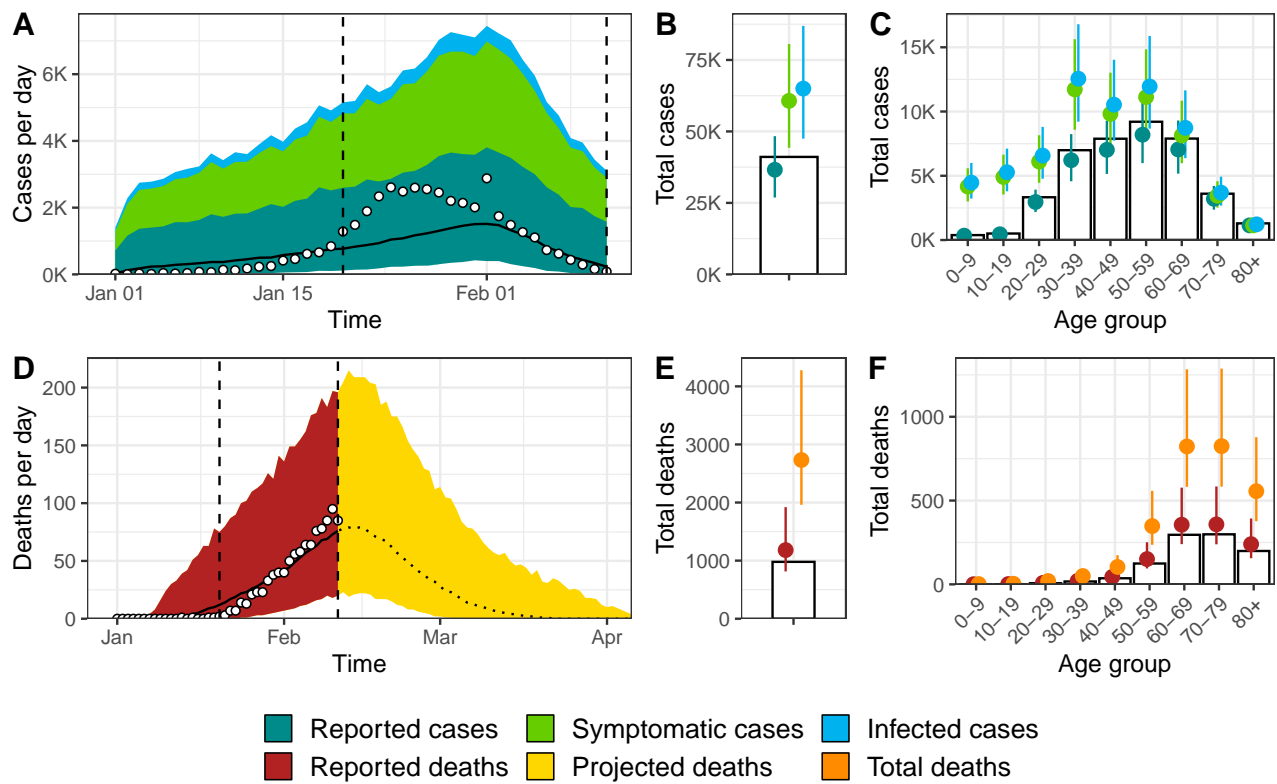 A
Cases per day
6K
4K
2K
0K
Jan 01
Jan 15
Feb 01
Time
B
Total cases
75K
50K
25K
0K
C
Total cases
15K
10K
5K
0K
0−9
10−19
20−29
30−39
40−49
50−59
60−69
70−79
80+
Age group
D
Deaths per day
200
150
100
50
0
Jan
Feb
Mar
Apr
Time
E
Total deaths
4000
3000
2000
1000
0
F
Total deaths
1000
500
0
0−9
10−19
20−29
30−39
40−49
50−59
60−69
70−79
80+
Age group
Reported cases
Symptomatic cases
Infected cases
Reported deaths
Projected deaths
Total deaths